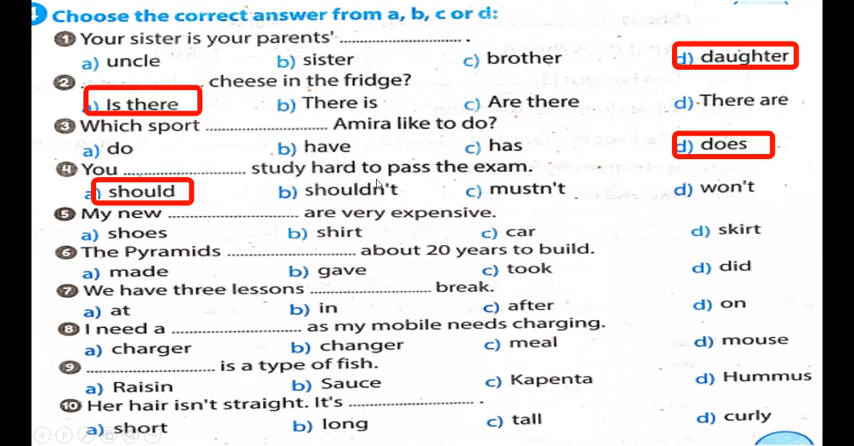 Choose the correct answer from a, b, c or d:
1 Your sister is your parents' .............................. .
a) uncle b) sister c) brother d) daughter
2 .............................. cheese in the fridge?
a) Is there b) There is c) Are there d) There are
3 Which sport .............................. Amira like to do?
a) do b) have c) has d) does
4 You .............................. study hard to pass the exam.
a) should b) shouldn't c) mustn't d) won't
5 My new .............................. are very expensive.
a) shoes b) shirt c) car d) skirt
6 The Pyramids .............................. about 20 years to build.
a) made b) gave c) took d) did
7 We have three lessons .............................. break.
a) at b) in c) after d) on
8 I need a .............................. as my mobile needs charging.
a) charger b) changer c) meal d) mouse
9 .............................. is a type of fish.
a) Raisin b) Sauce c) Kapenta d) Hummus
10 Her hair isn't straight. It's .............................. .
a) short b) long c) tall d) curly